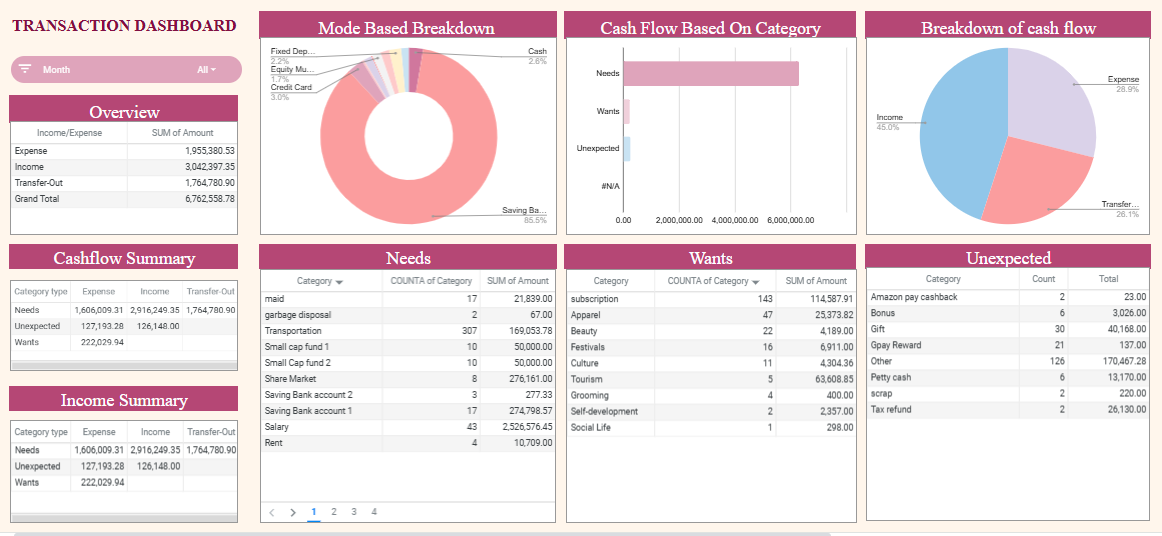 TRANSACTION DASHBOARD
Month All
Overview
Income/Expense SUM of Amount
Expense 1,955,380.53
Income 3,042,397.35
Transfer-Out 1,764,780.90
Grand Total 6,762,558.78
Cashflow Summary
Category type Expense Income Transfer-Out
Needs 1,606,009.31 2,916,249.35 1,764,780.90
Unexpected 127,193.28 126,148.00
Wants 222,029.94
Income Summary
Category type Expense Income Transfer-Out
Needs 1,606,009.31 2,916,249.35 1,764,780.90
Unexpected 127,193.28 126,148.00
Wants 222,029.94
Mode Based Breakdown
Fixed Dep...
2.2%
Equity Mu...
1.7%
Credit Card
3.0%
Cash
2.6%
Saving Ba...
85.5%
Cash Flow Based On Category
Needs
Wants
Unexpected
#N/A
0.00 2,000,000.00 4,000,000.00 6,000,000.00
Breakdown of cash flow
Expense
28.9%
Income
45.0%
Transfer...
26.1%
Needs
Category COUNTA of Category SUM of Amount
maid 17 21,839.00
garbage disposal 2 67.00
Transportation 307 169,053.78
Small cap fund 1 10 50,000.00
Small Cap fund 2 10 50,000.00
Share Market 8 276,161.00
Saving Bank account 2 3 277.33
Saving Bank account 1 17 274,798.57
Salary 43 2,526,576.45
Rent 4 10,709.00
1 2 3 4
Wants
Category COUNTA of Category SUM of Amount
subscription 143 114,587.91
Apparel 47 25,373.82
Beauty 22 4,189.00
Festivals 16 6,911.00
Culture 11 4,304.36
Tourism 5 63,608.85
Grooming 4 400.00
Self-development 2 2,357.00
Social Life 1 298.00
Unexpected
Category Count Total
Amazon pay cashback 2 23.00
Bonus 6 3,026.00
Gift 30 40,168.00
Gpay Reward 21 137.00
Other 126 170,467.28
Petty cash 6 13,170.00
scrap 2 220.00
Tax refund 2 26,130.00